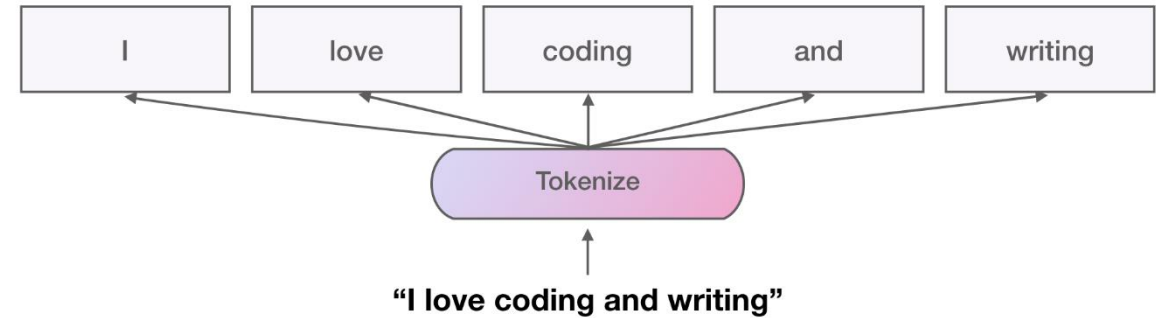 I
love
coding
and
writing
Tokenize
“I love coding and writing”